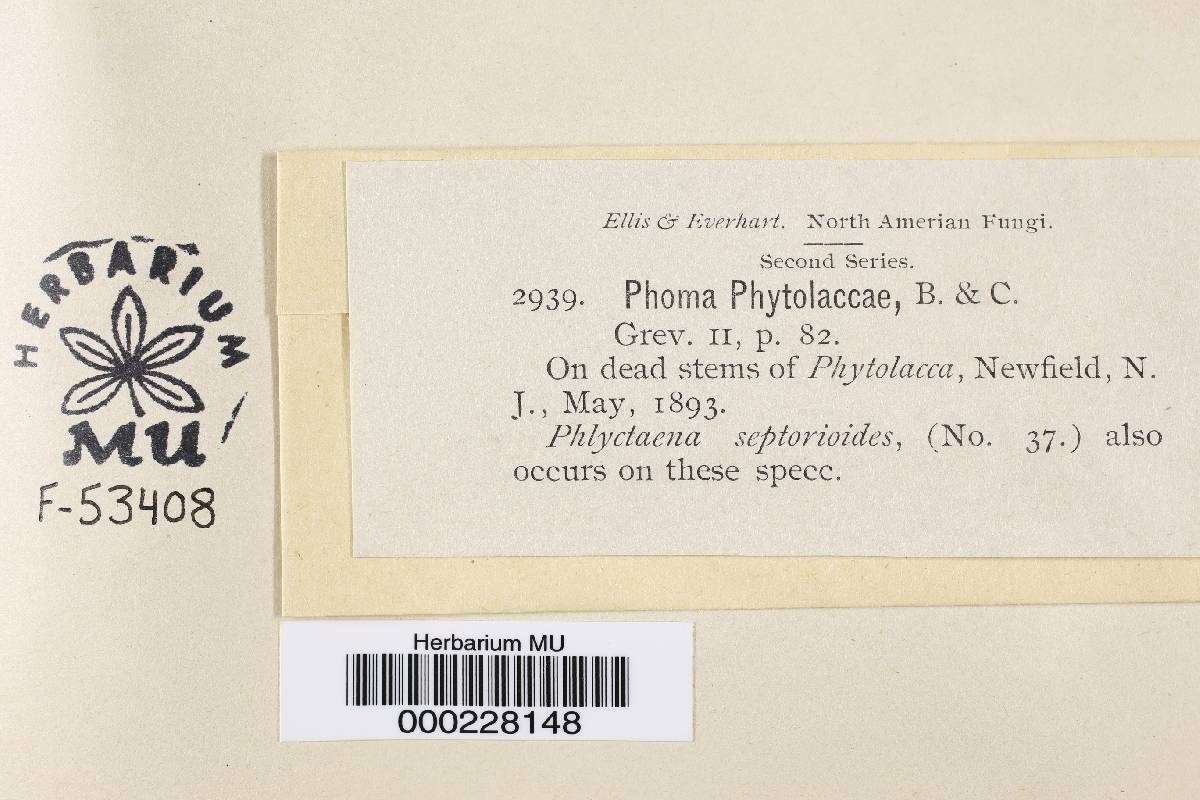 HERBARIUM
MU
F-53408
Ellis & Everhart. North Amerian Fungi.
Second Series.
2939. Phoma Phytolaccae, B. & C.
Grev. II, p. 82.
On dead stems of Phytolacca, Newfield, N.
J., May, 1893.
Phlyctaena septorioides, (No. 37.) also
occurs on these specc.
Herbarium MU
000228148